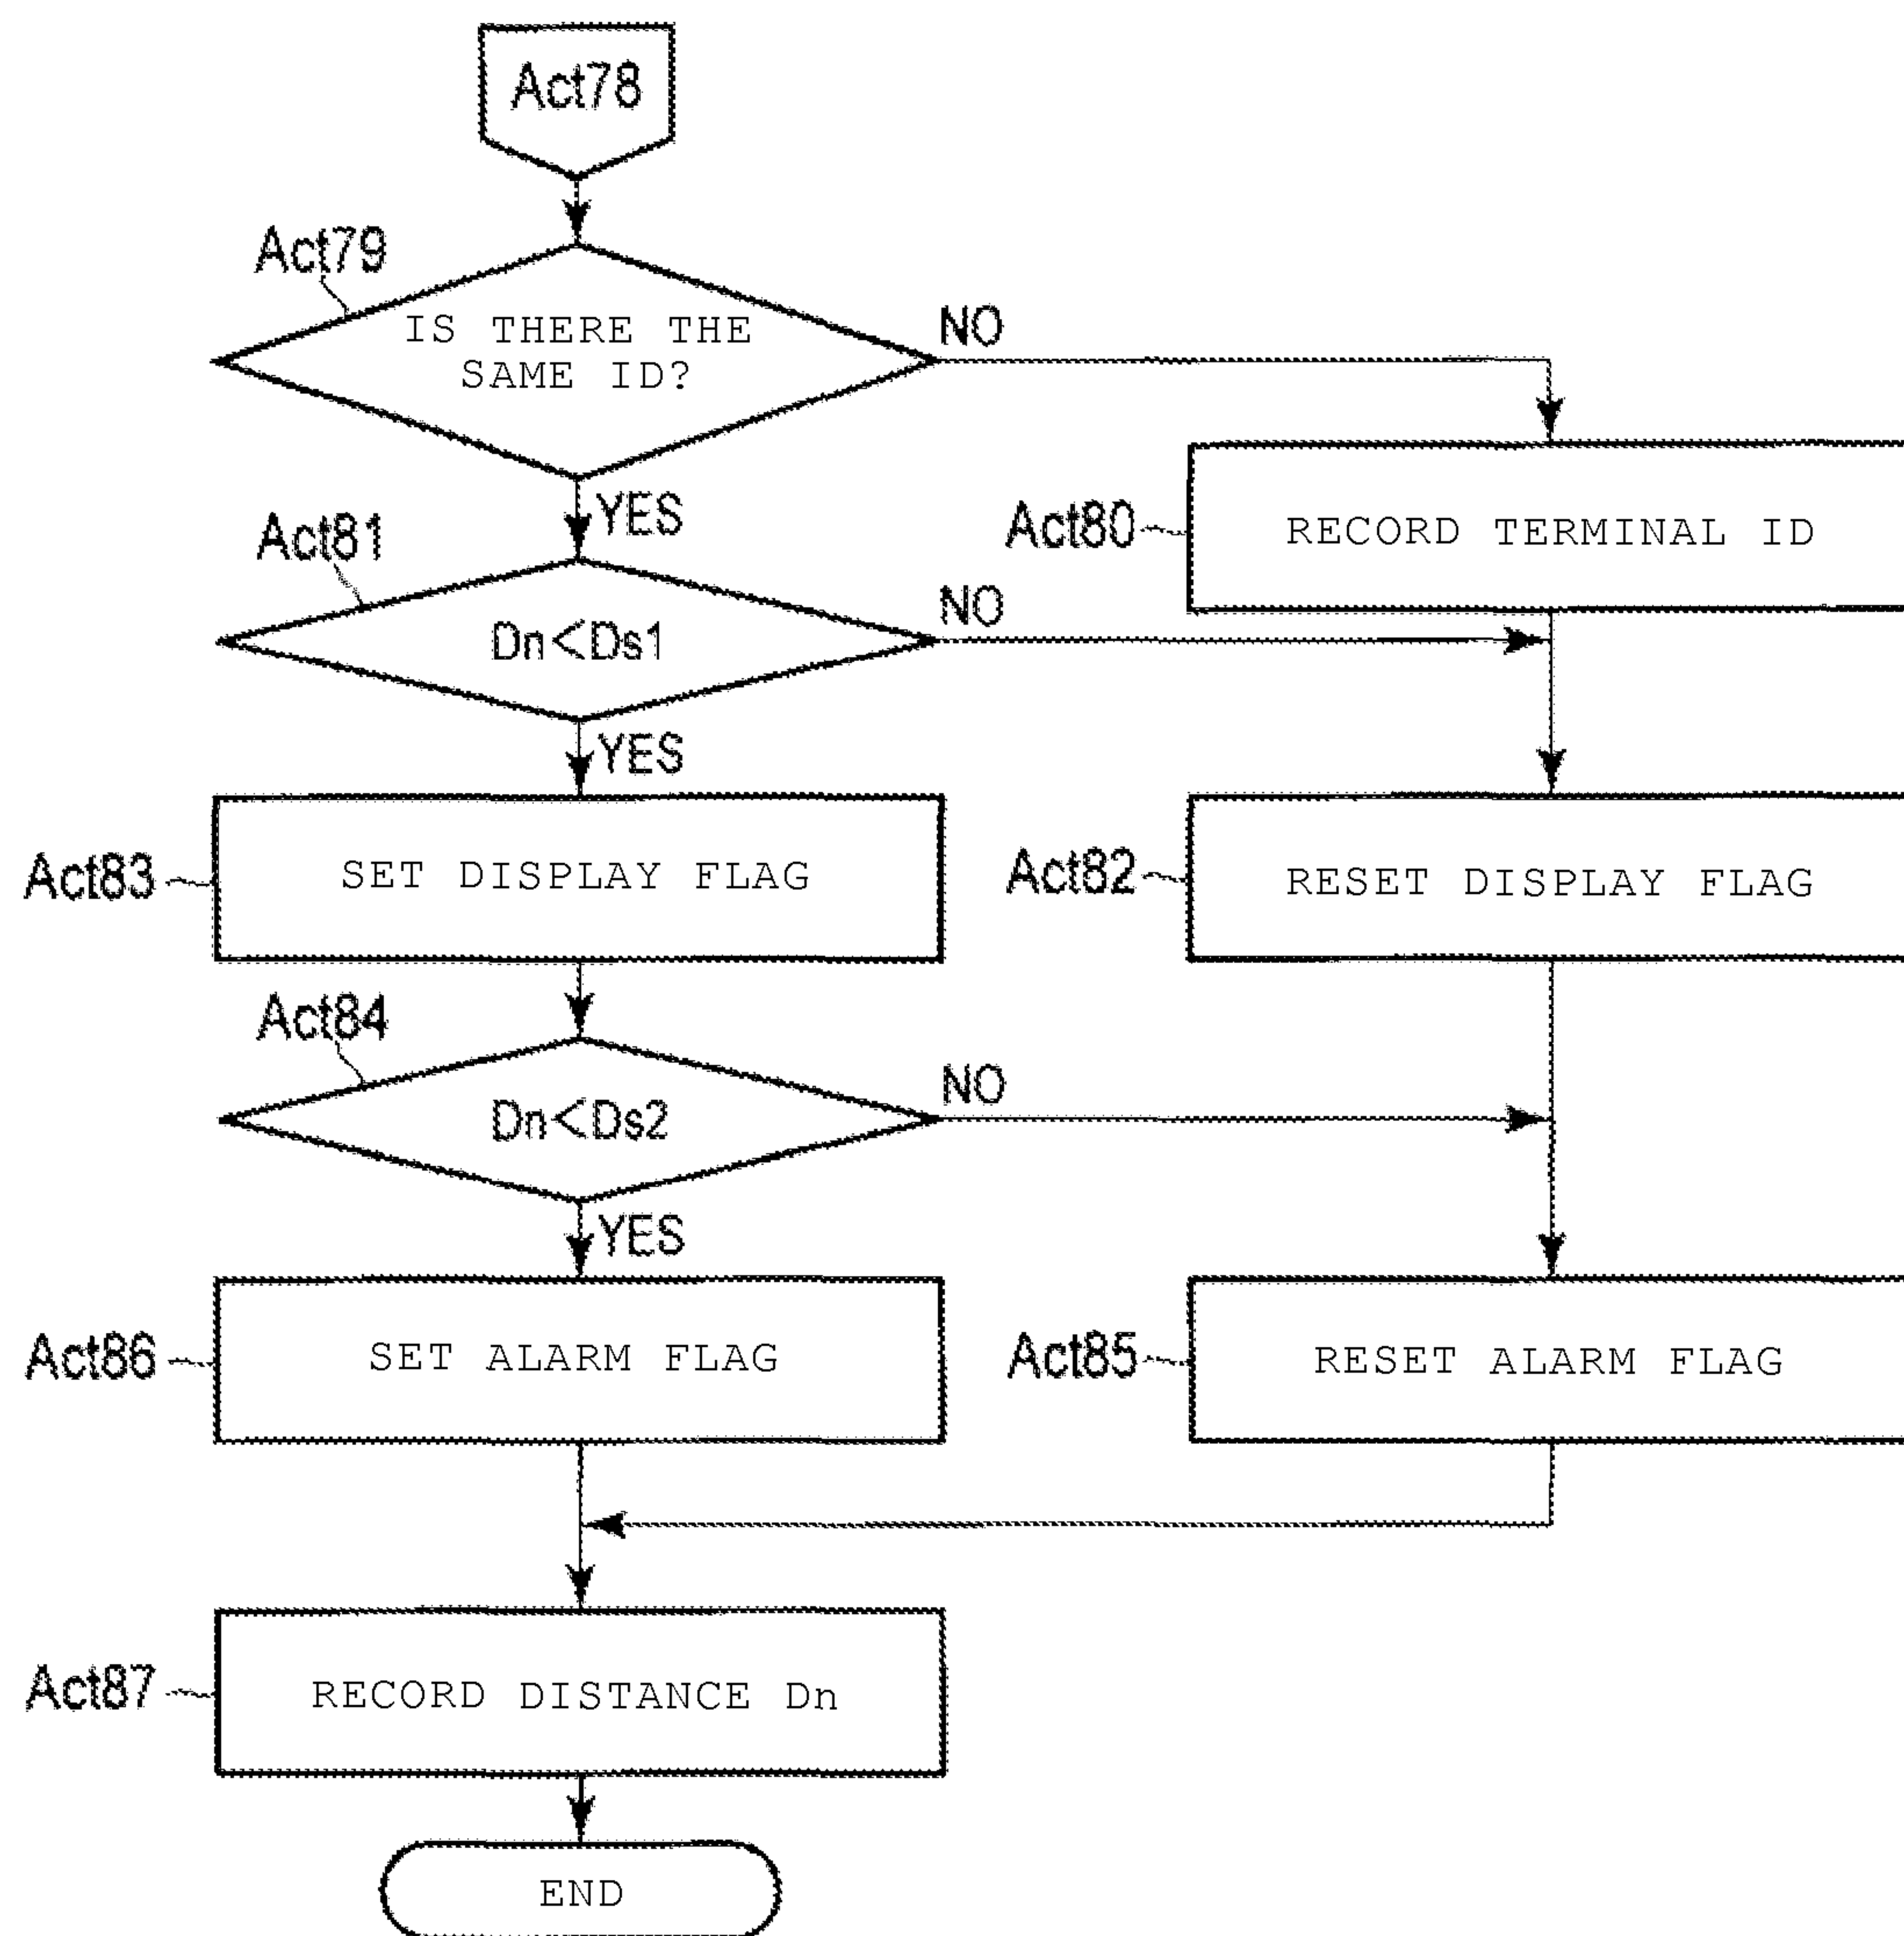 Act78
Act79
IS THERE THE
SAME ID?
NO
YES
Act80
RECORD TERMINAL ID
Act81
Dn<Ds1
NO
YES
Act83
SET DISPLAY FLAG
Act82
RESET DISPLAY FLAG
Act84
Dn<Ds2
NO
YES
Act86
SET ALARM FLAG
Act85
RESET ALARM FLAG
Act87
RECORD DISTANCE Dn
END